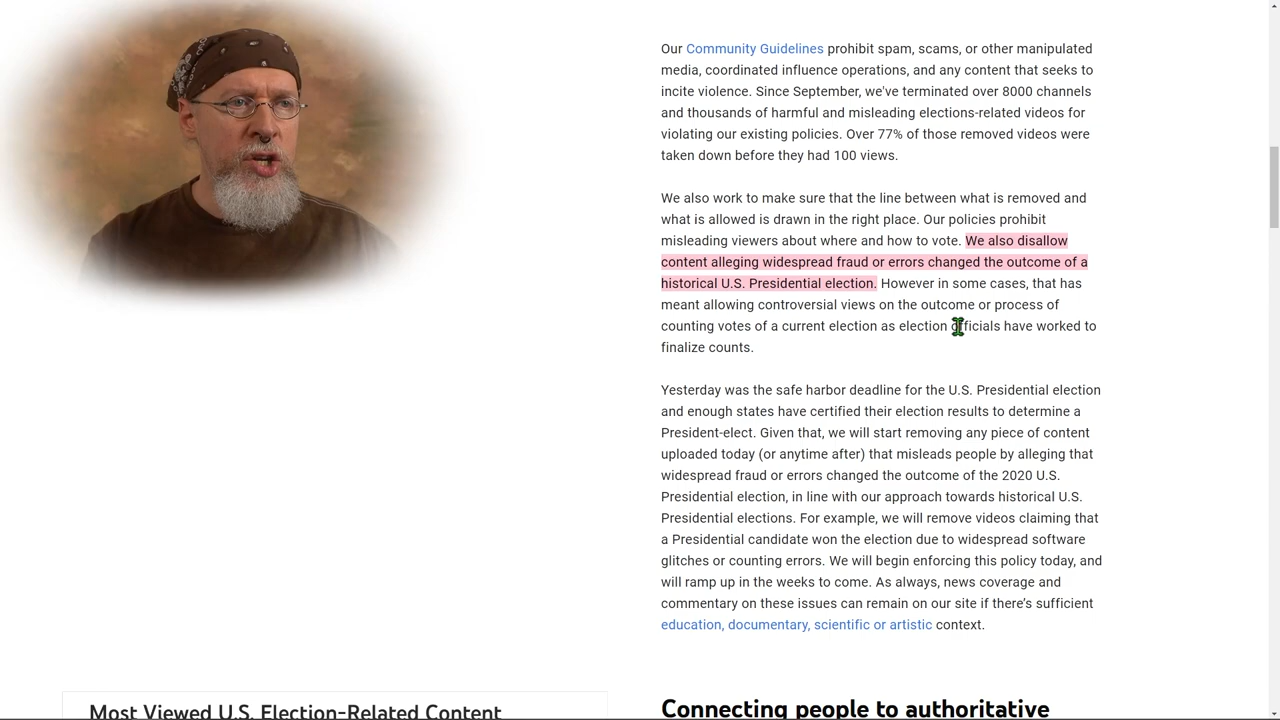 Our Community Guidelines prohibit spam, scams, or other manipulated
media, coordinated influence operations, and any content that seeks to
incite violence. Since September, we've terminated over 8000 channels
and thousands of harmful and misleading elections-related videos for
violating our existing policies. Over 77% of those removed videos were
taken down before they had 100 views.
We also work to make sure that the line between what is removed and
what is allowed is drawn in the right place. Our policies prohibit
misleading viewers about where and how to vote. We also disallow
content alleging widespread fraud or errors changed the outcome of a
historical U.S. Presidential election. However in some cases, that has
meant allowing controversial views on the outcome or process of
counting votes of a current election as election officials have worked to
finalize counts.
Yesterday was the safe harbor deadline for the U.S. Presidential election
and enough states have certified their election results to determine a
President-elect. Given that, we will start removing any piece of content
uploaded today (or anytime after) that misleads people by alleging that
widespread fraud or errors changed the outcome of the 2020 U.S.
Presidential election, in line with our approach towards historical U.S.
Presidential elections. For example, we will remove videos claiming that
a Presidential candidate won the election due to widespread software
glitches or counting errors. We will begin enforcing this policy today, and
will ramp up in the weeks to come. As always, news coverage and
commentary on these issues can remain on our site if there’s sufficient
education, documentary, scientific or artistic context.
Most Viewed U.S. Election-Related Content
Connecting people to authoritative